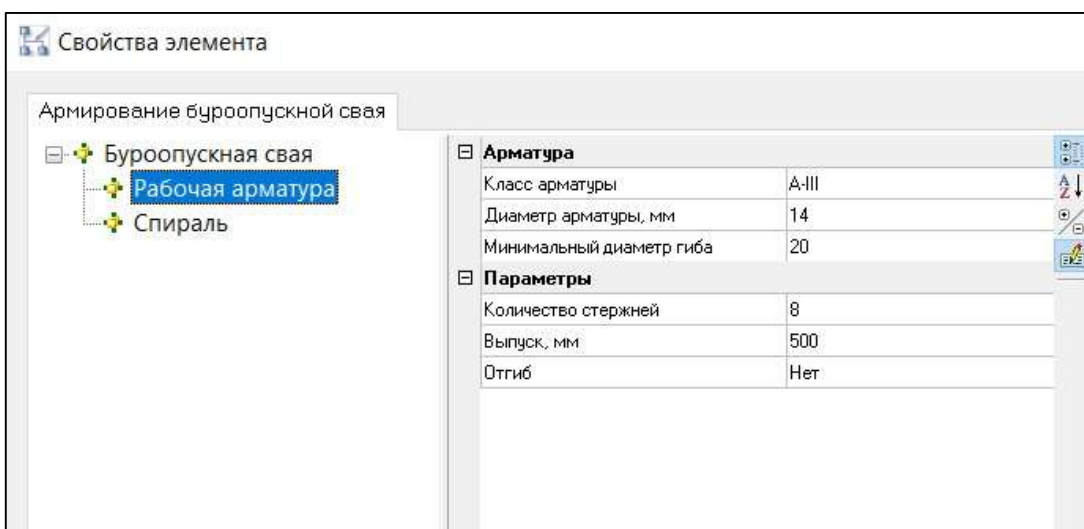 Свойства элемента
Армирование буроопускной свая
Буроопускная свая
Рабочая арматура
Спираль
Арматура
Класс арматуры A-III
Диаметр арматуры, мм 14
Минимальный диаметр гиба 20
Параметры
Количество стержней 8
Выпуск, мм 500
Отгиб Нет